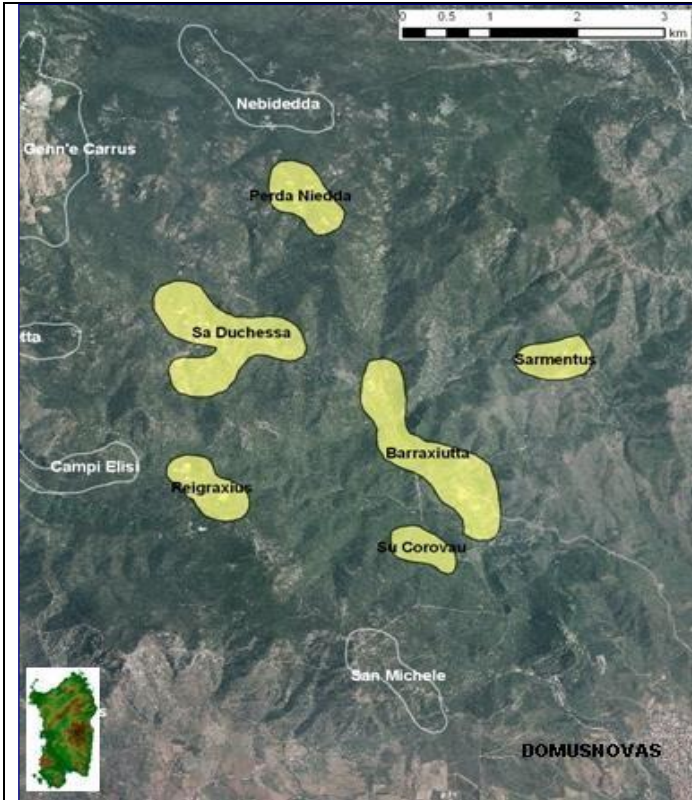 0 0.5 1 2 3
km
Nebidedda
Genn'e Carrus
Perda Niedda
Sa Duchessa
tta
Sarmentus
Barraxiutta
Campi Elisi
Reigraxius
Su Corovau
San Michele
s
DOMUSNOVAS